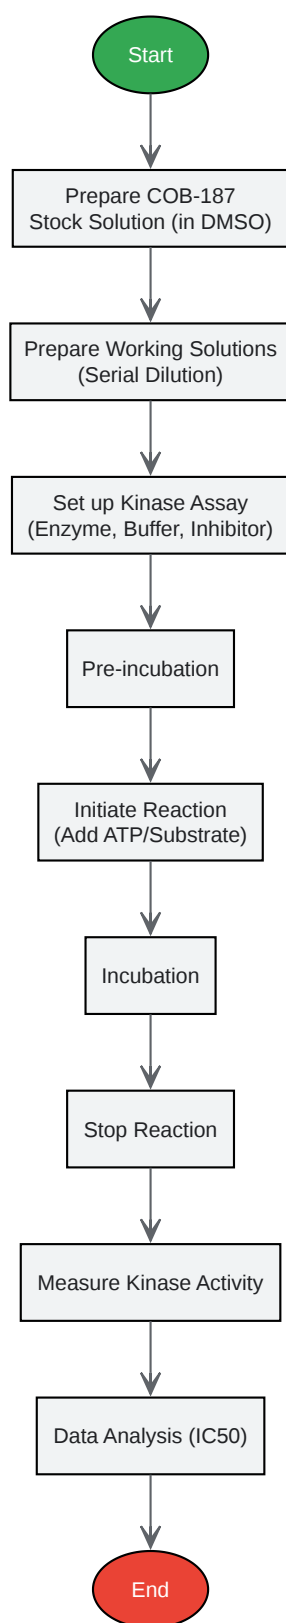 Start
Prepare COB-187
Stock Solution (in DMSO)
Prepare Working Solutions
(Serial Dilution)
Set up Kinase Assay
(Enzyme, Buffer, Inhibitor)
Pre-incubation
Initiate Reaction
(Add ATP/Substrate)
Incubation
Stop Reaction
Measure Kinase Activity
Data Analysis (IC50)
End